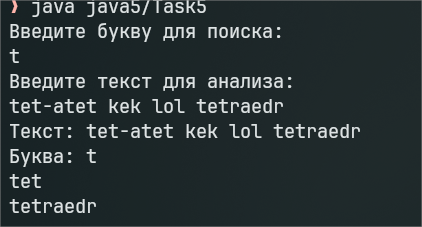 ❯ java java5/Task5
Введите букву для поиска:
t
Введите текст для анализа:
tet-atet kek lol tetraedr
Текст: tet-atet kek lol tetraedr
Буква: t
tet
tetraedr